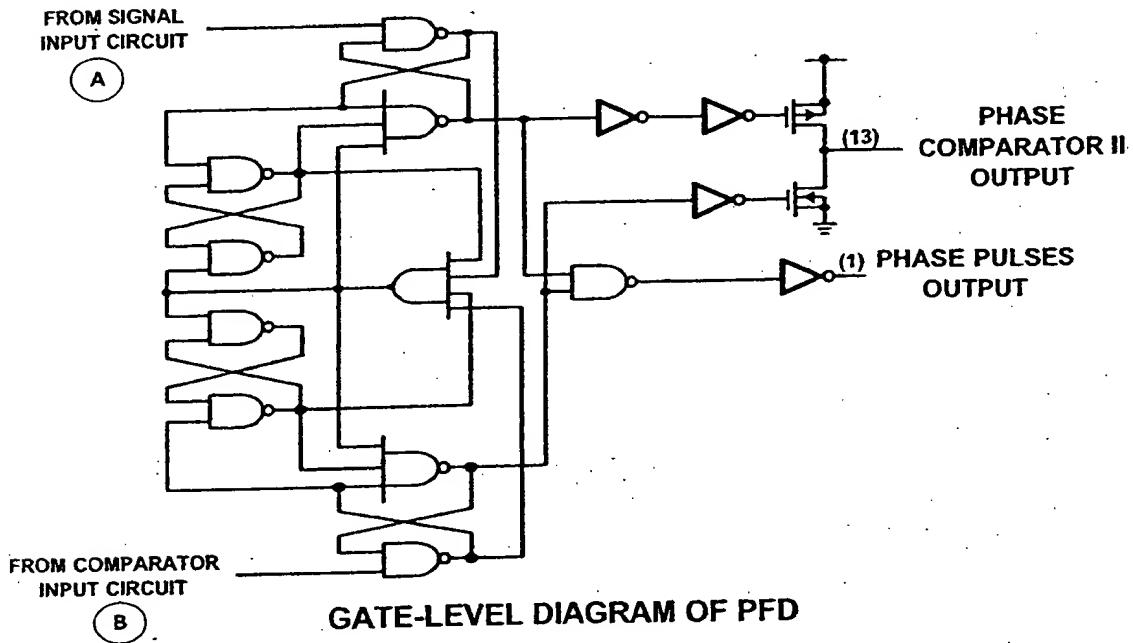 FROM SIGNAL
INPUT CIRCUIT
A
(13)
PHASE
COMPARATOR II
OUTPUT
(1)
PHASE PULSES
OUTPUT
FROM COMPARATOR
INPUT CIRCUIT
B
GATE-LEVEL DIAGRAM OF PFD